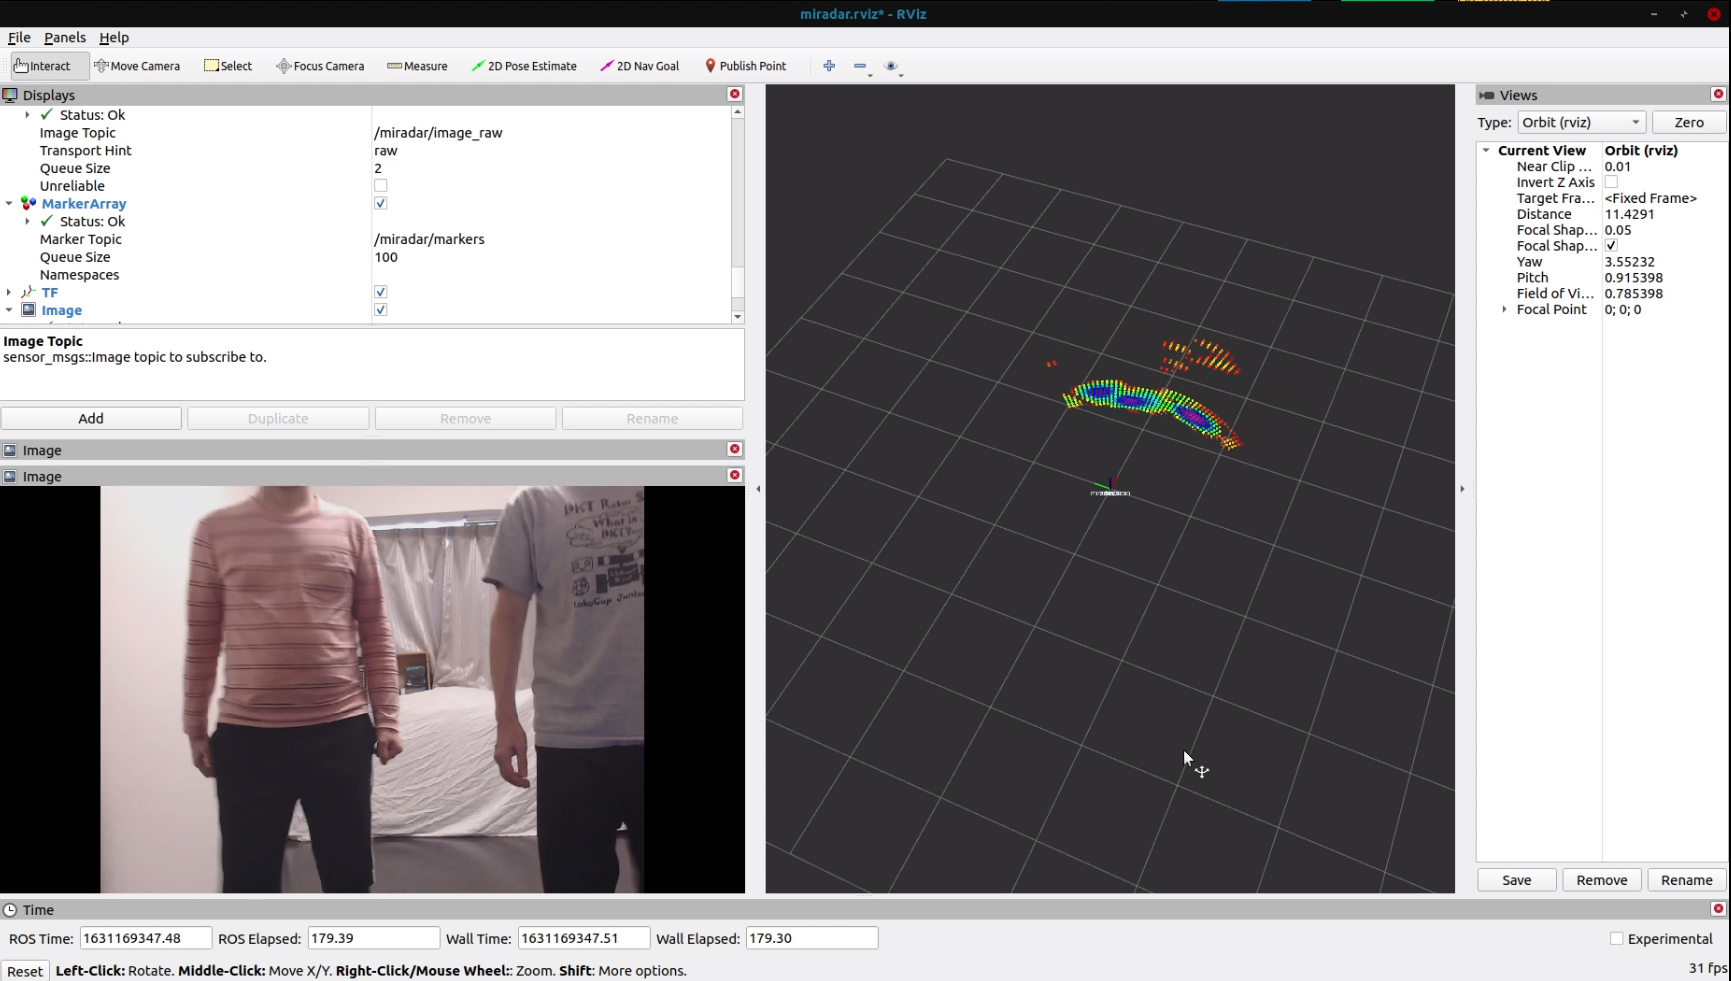 miradar.rviz* - RViz
File Panels Help
Interact Move Camera Select Focus Camera Measure 2D Pose Estimate 2D Nav Goal Publish Point
Displays
Status: Ok
Image Topic /miradar/image_raw
Transport Hint raw
Queue Size 2
Unreliable
MarkerArray
Status: Ok
Marker Topic /miradar/markers
Queue Size 100
Namespaces
TF
Image
Image Topic
sensor_msgs::Image topic to subscribe to.
Add Duplicate Remove Rename
Image
Image
DKT Robot
What is
DKT?
Views
Type: Orbit (rviz) Zero
Current View Orbit (rviz)
Near Clip ... 0.01
Invert Z Axis
Target Fra... <Fixed Frame>
Distance 11.4291
Focal Shap... 0.05
Focal Shap...
Yaw 3.55232
Pitch 0.915398
Field of Vi... 0.785398
Focal Point 0; 0; 0
Save Remove Rename
Time
ROS Time: 1631169347.48 ROS Elapsed: 179.39 Wall Time: 1631169347.51 Wall Elapsed: 179.30 Experimental
Reset Left-Click: Rotate. Middle-Click: Move X/Y. Right-Click/Mouse Wheel:: Zoom. Shift: More options. 31 fps